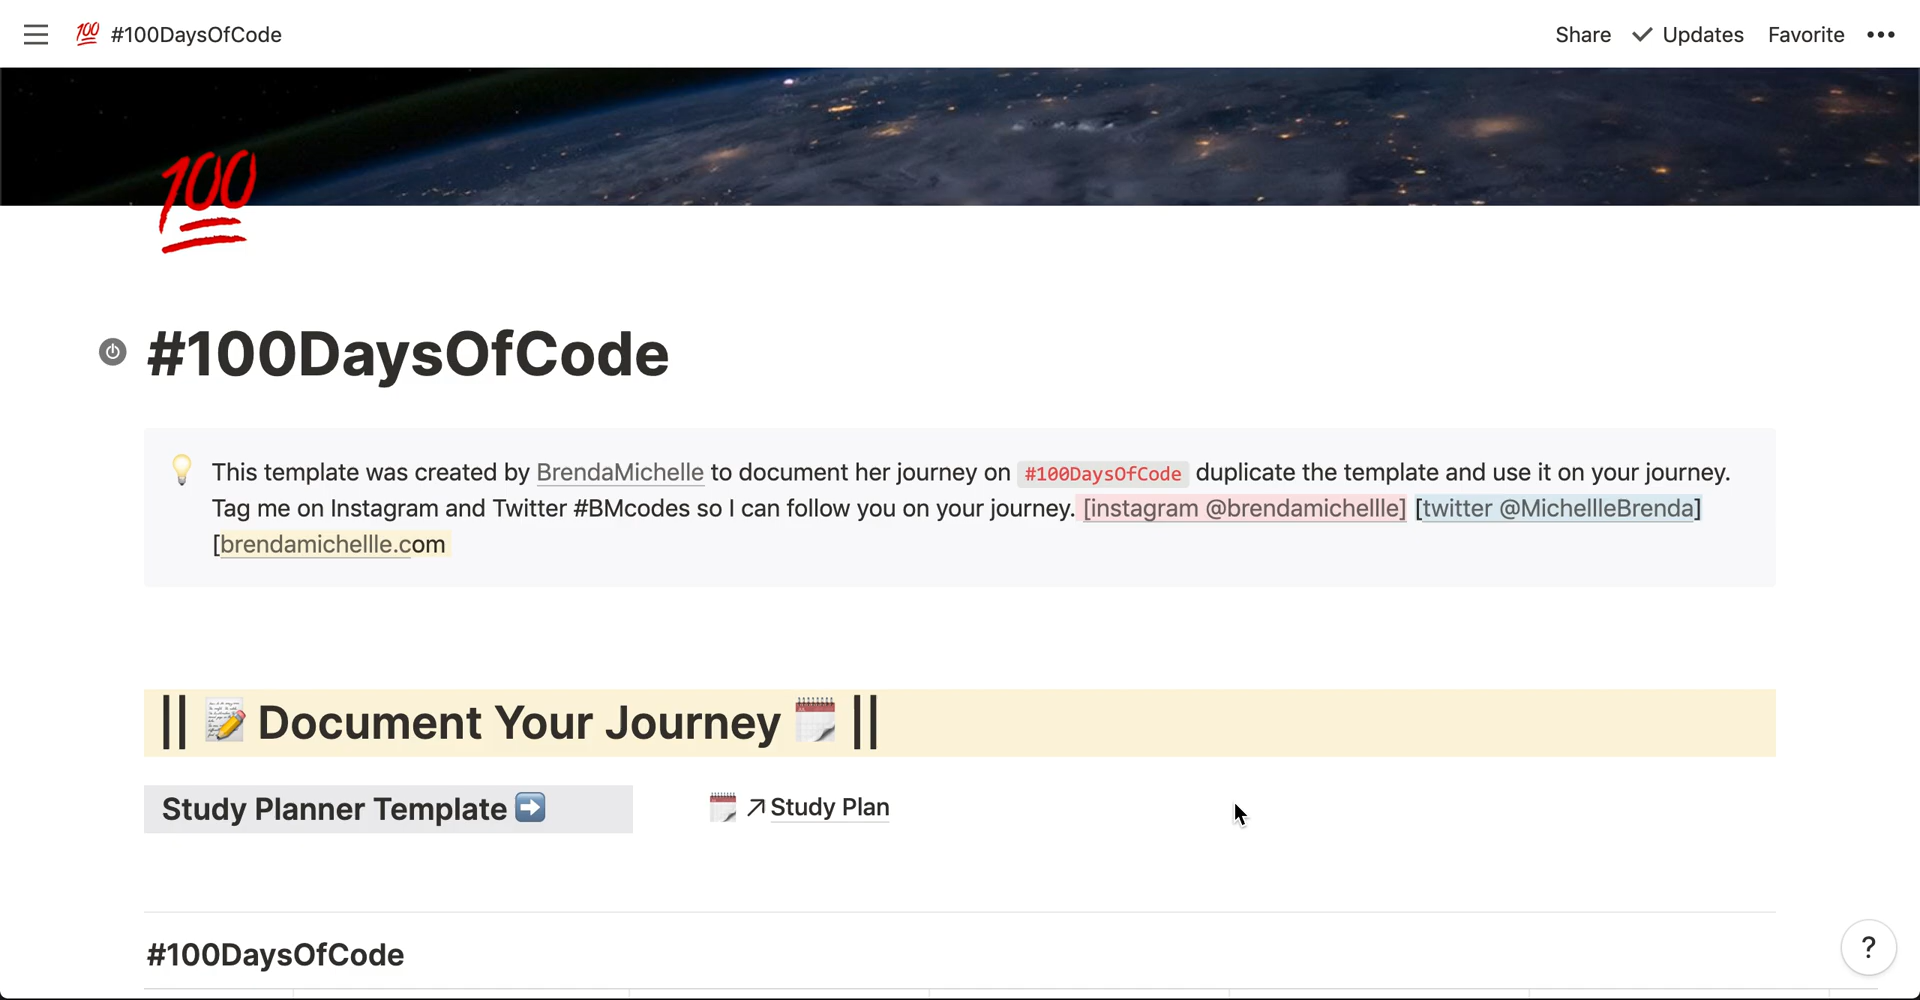 #100DaysOfCode
Share
Updates
Favorite
#100DaysOfCode
This template was created by BrendaMichelle to document her journey on #100DaysOfCode duplicate the template and use it on your journey.
Tag me on Instagram and Twitter #BMcodes so I can follow you on your journey. [instagram @brendamichellle] [twitter @MichellleBrenda]
[brendamichellle.com
|| 📝 Document Your Journey 🗓 ||
Study Planner Template ➡️
Study Plan
#100DaysOfCode
?